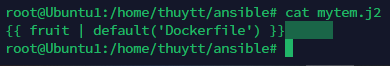 root@Ubuntu1:/home/thuytt/ansible# cat mytem.j2
{{ fruit | default('Dockerfile') }}
root@Ubuntu1:/home/thuytt/ansible#